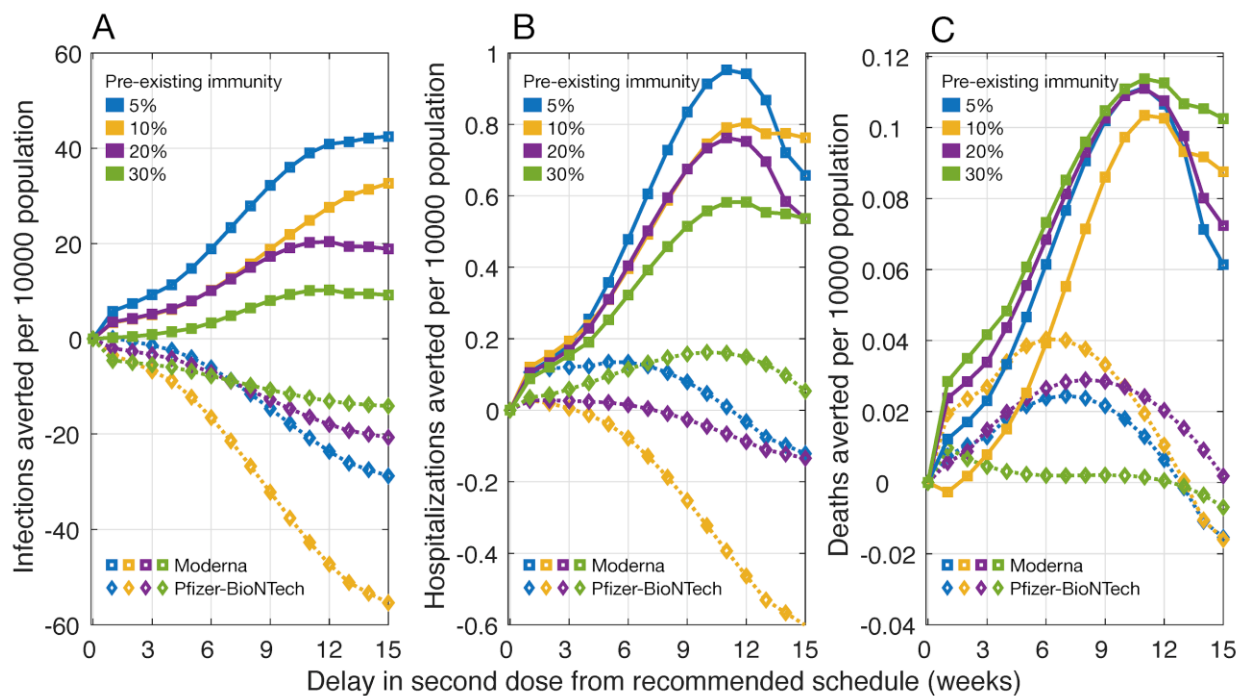 A
Infections averted per 10000 population
60
40
20
0
-20
-40
-60
Pre-existing immunity
5%
10%
20%
30%
Moderna
Pfizer-BioNTech
0 3 6 9 12 15
B
Hospitalizations averted per 10000 population
1
0.8
0.6
0.4
0.2
0
-0.2
-0.4
-0.6
Pre-existing immunity
5%
10%
20%
30%
Moderna
Pfizer-BioNTech
0 3 6 9 12 15
C
Deaths averted per 10000 population
0.12
0.1
0.08
0.06
0.04
0.02
0
-0.02
-0.04
Pre-existing immunity
5%
10%
20%
30%
Moderna
Pfizer-BioNTech
0 3 6 9 12 15
Delay in second dose from recommended schedule (weeks)